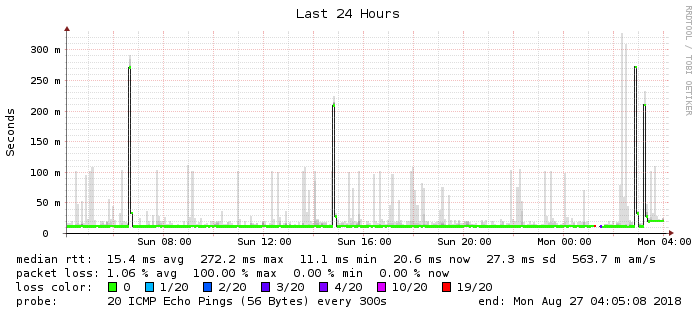 Last 24 Hours
RRDTOOL / TOBI OETIKER
Seconds
300 m
250 m
200 m
150 m
100 m
50 m
0
Sun 08:00 Sun 12:00 Sun 16:00 Sun 20:00 Mon 00:00 Mon 04:00
median rtt: 15.4 ms avg 272.2 ms max 11.1 ms min 20.6 ms now 27.3 ms sd 563.7 m am/s
packet loss: 1.06 % avg 100.00 % max 0.00 % min 0.00 % now
loss color: 0 1/20 2/20 3/20 4/20 10/20 19/20
probe: 20 ICMP Echo Pings (56 Bytes) every 300s end: Mon Aug 27 04:05:08 2018